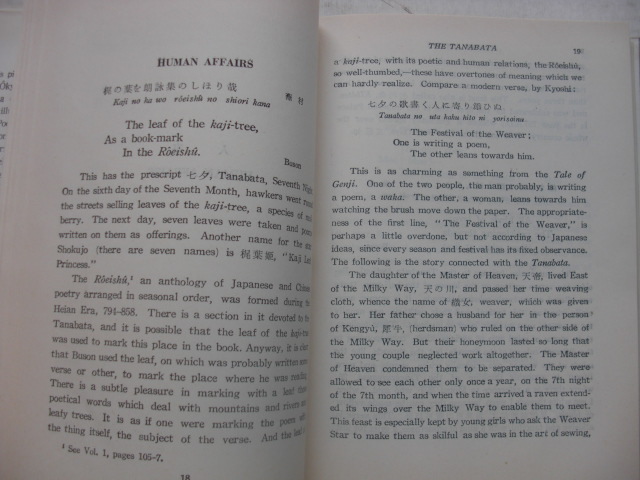 HUMAN AFFAIRS
梶の葉を朗詠集のしほり哉 蕪村
Kaji no ha wo rōeishū no shiori kana
The leaf of the kaji-tree,
As a book-mark
In the Rōeishū.
Buson
This has the prescript 七夕, Tanabata, Seventh
On the sixth day of the Seventh Month, hawkers went
the streets selling leaves of the kaji-tree, a species of
berry. The next day, seven leaves were taken and
written on them as offerings. Another name for the
Shokujo (there are seven names) is 梶葉姫, "Kaji
Princess."
The Rōeishū,¹ an anthology of Japanese and
poetry arranged in seasonal order, was formed during the
Heian Era, 794-858. There is a section in it devoted to
Tanabata, and it is possible that the leaf of the
was used to mark this place in the book. Anyway, it is
that Buson used the leaf, on which was probably written
verse or other, to mark the place where he was
There is a subtle pleasure in marking with a leaf
poetical words which deal with mountains and rivers
leafy trees. It is as if one were marking the poem
the thing itself, the subject of the verse. And the
¹ See Vol. 1, pages 105-7.
18
THE TANABATA 19
a kaji-tree, with its poetic and human relations, the Rōeishū,
so well-thumbed,—these have overtones of meaning which we
can hardly realize. Compare a modern verse, by Kyoshi:
七夕の歌書く人に寄り添ひぬ
Tanabata no uta kaku hito ni yorisoinu
The Festival of the Weaver;
One is writing a poem,
The other leans towards him.
This is as charming as something from the Tale of
Genji. One of the two people, the man probably, is writing
a poem, a waka. The other, a woman, leans towards him
watching the brush move down the paper. The appropriate-
ness of the first line, "The Festival of the Weaver," is
perhaps a little overdone, but not according to Japanese
ideas, since every season and festival has its fixed observance.
The following is the story connected with the Tanabata.
The daughter of the Master of Heaven, 天帝, lived East
of the Milky Way, 天の川, and passed her time weaving
cloth, whence the name of 織女, weaver, which was given
to her. Her father chose a husband for her in the person
of Kengyū, 牽牛, (herdsman) who ruled on the other side
of the Milky Way. But their honeymoon lasted so long that
the young couple neglected work altogether. The Master
of Heaven condemned them to be separated. They were
allowed to see each other only once a year, on the 7th night
of the 7th month, and when the time arrived a raven extend-
ed its wings over the Milky Way to enable them to meet.
This feast is especially kept by young girls who ask the Weaver
Star to make them as skilful as she was in the art of sewing,